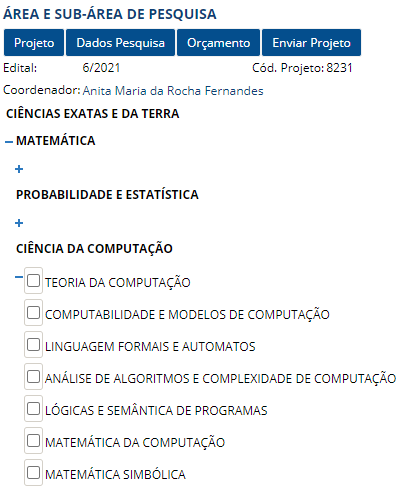 ÁREA E SUB-ÁREA DE PESQUISA
Projeto Dados Pesquisa Orçamento Enviar Projeto
Edital: 6/2021 Cód. Projeto: 8231
Coordenador: Anita Maria da Rocha Fernandes
CIÊNCIAS EXATAS E DA TERRA
MATEMÁTICA
PROBABILIDADE E ESTATÍSTICA
CIÊNCIA DA COMPUTAÇÃO
TEORIA DA COMPUTAÇÃO
COMPUTABILIDADE E MODELOS DE COMPUTAÇÃO
LINGUAGEM FORMAIS E AUTOMATOS
ANÁLISE DE ALGORITMOS E COMPLEXIDADE DE COMPUTAÇÃO
LÓGICAS E SEMÂNTICA DE PROGRAMAS
MATEMÁTICA DA COMPUTAÇÃO
MATEMÁTICA SIMBÓLICA